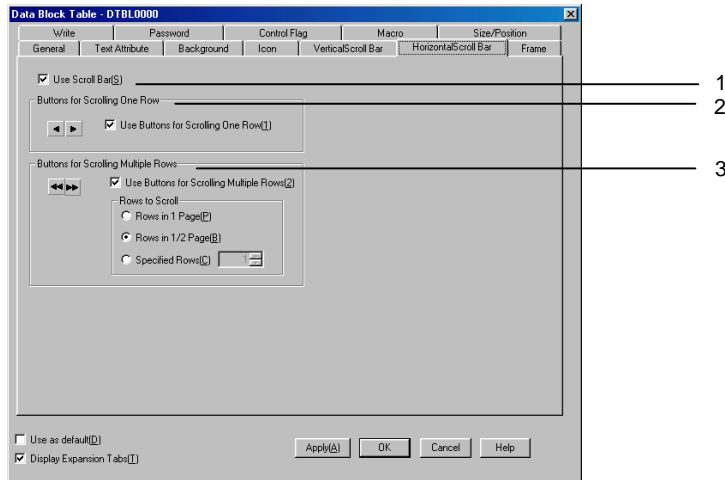 Data Block Table - DTBL0000
Write Password Control Flag Macro Size/Position
General Text Attribute Background Icon VerticalScroll Bar HorizontalScroll Bar Frame
Use Scroll Bar(S) 1
Buttons for Scrolling One Row 2
Use Buttons for Scrolling One Row(1)
Buttons for Scrolling Multiple Rows 3
Use Buttons for Scrolling Multiple Rows(2)
Rows to Scroll
Rows in 1 Page(P)
Rows in 1/2 Page(B)
Specified Rows(C) 1
Use as default(D)
Display Expansion Tabs(T)
Apply(A) OK Cancel Help